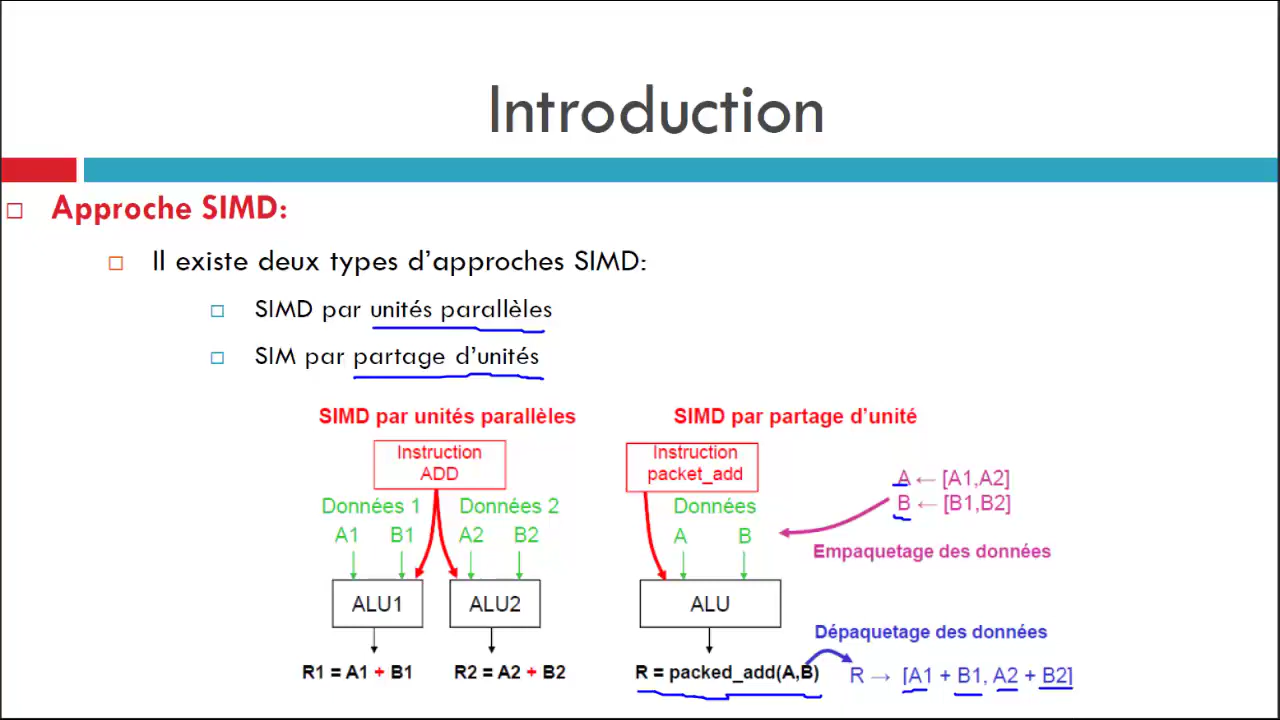 Introduction
Approche SIMD:
Il existe deux types d'approches SIMD:
SIMD par unités parallèles
SIM par partage d'unités
SIMD par unités parallèles
Instruction
ADD
Données 1 Données 2
A1 B1 A2 B2
ALU1 ALU2
R1 = A1 + B1 R2 = A2 + B2
SIMD par partage d'unité
Instruction
packet_add
Données
A B
ALU
R = packed_add(A,B)
A ← [A1,A2]
B ← [B1,B2]
Empaquetage des données
Dépaquetage des données
R → [A1 + B1, A2 + B2]